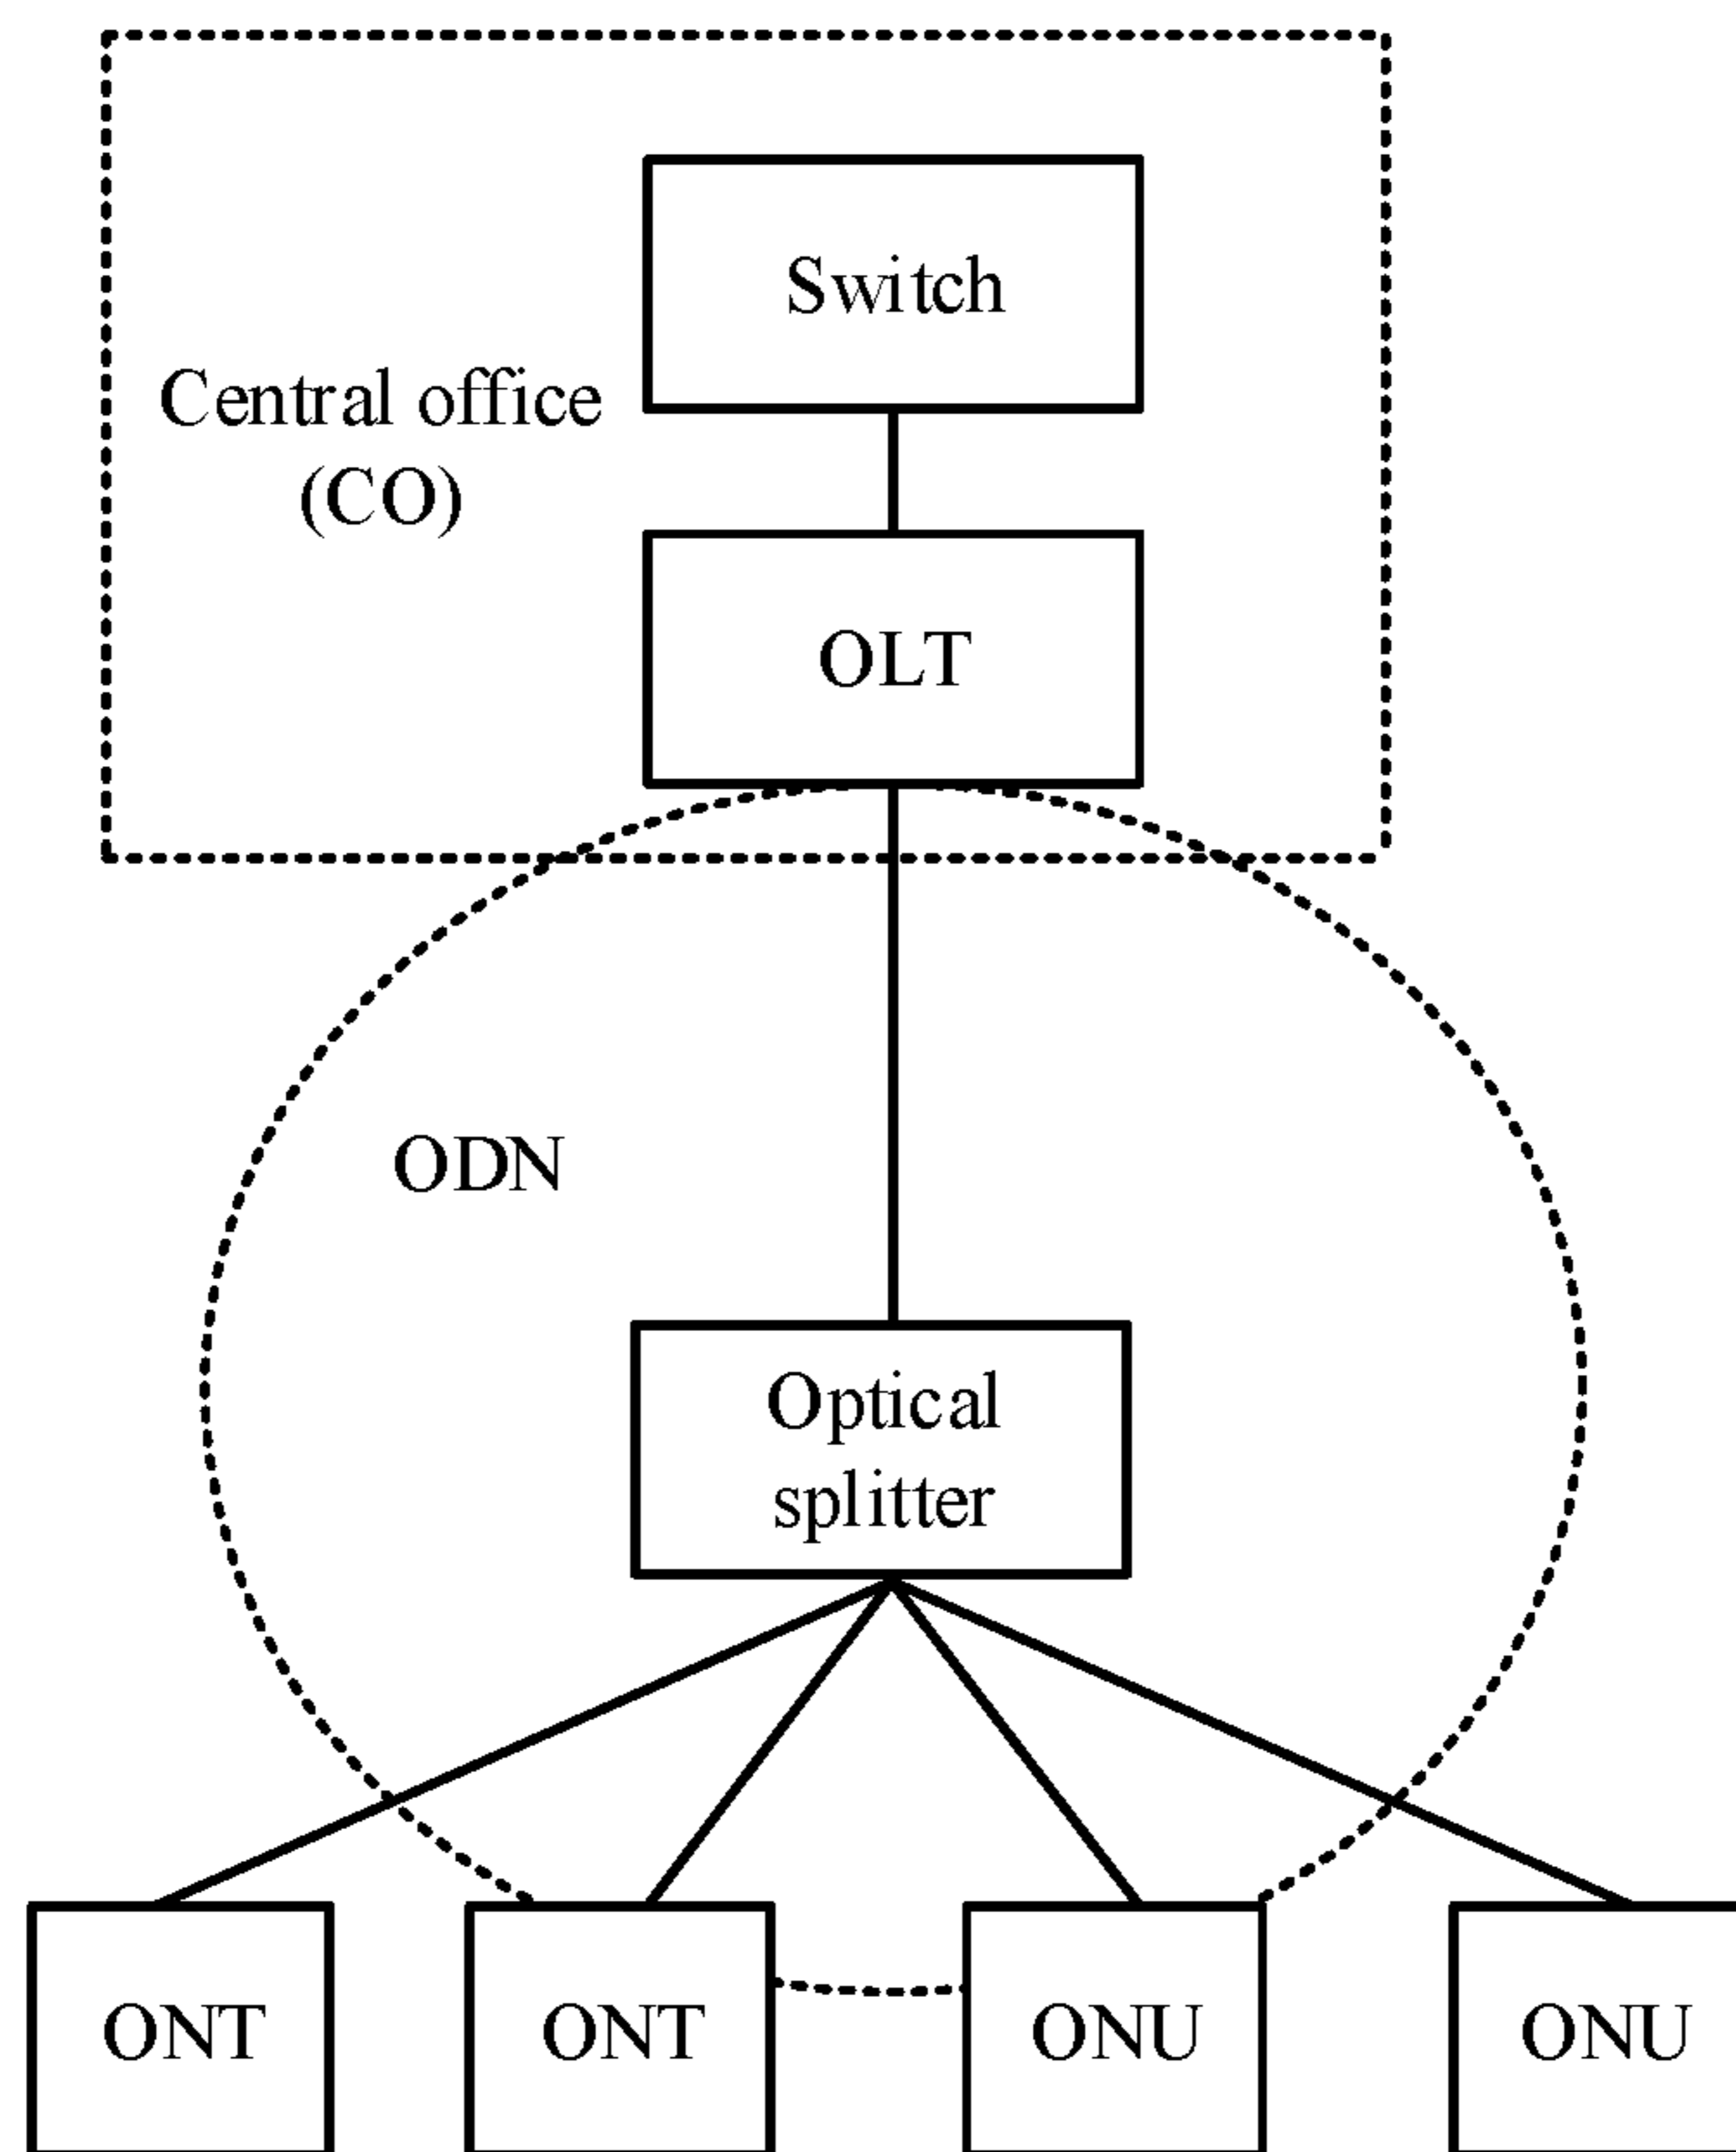 Switch
Central office
(CO)
OLT
ODN
Optical
splitter
ONT
ONT
ONU
ONU